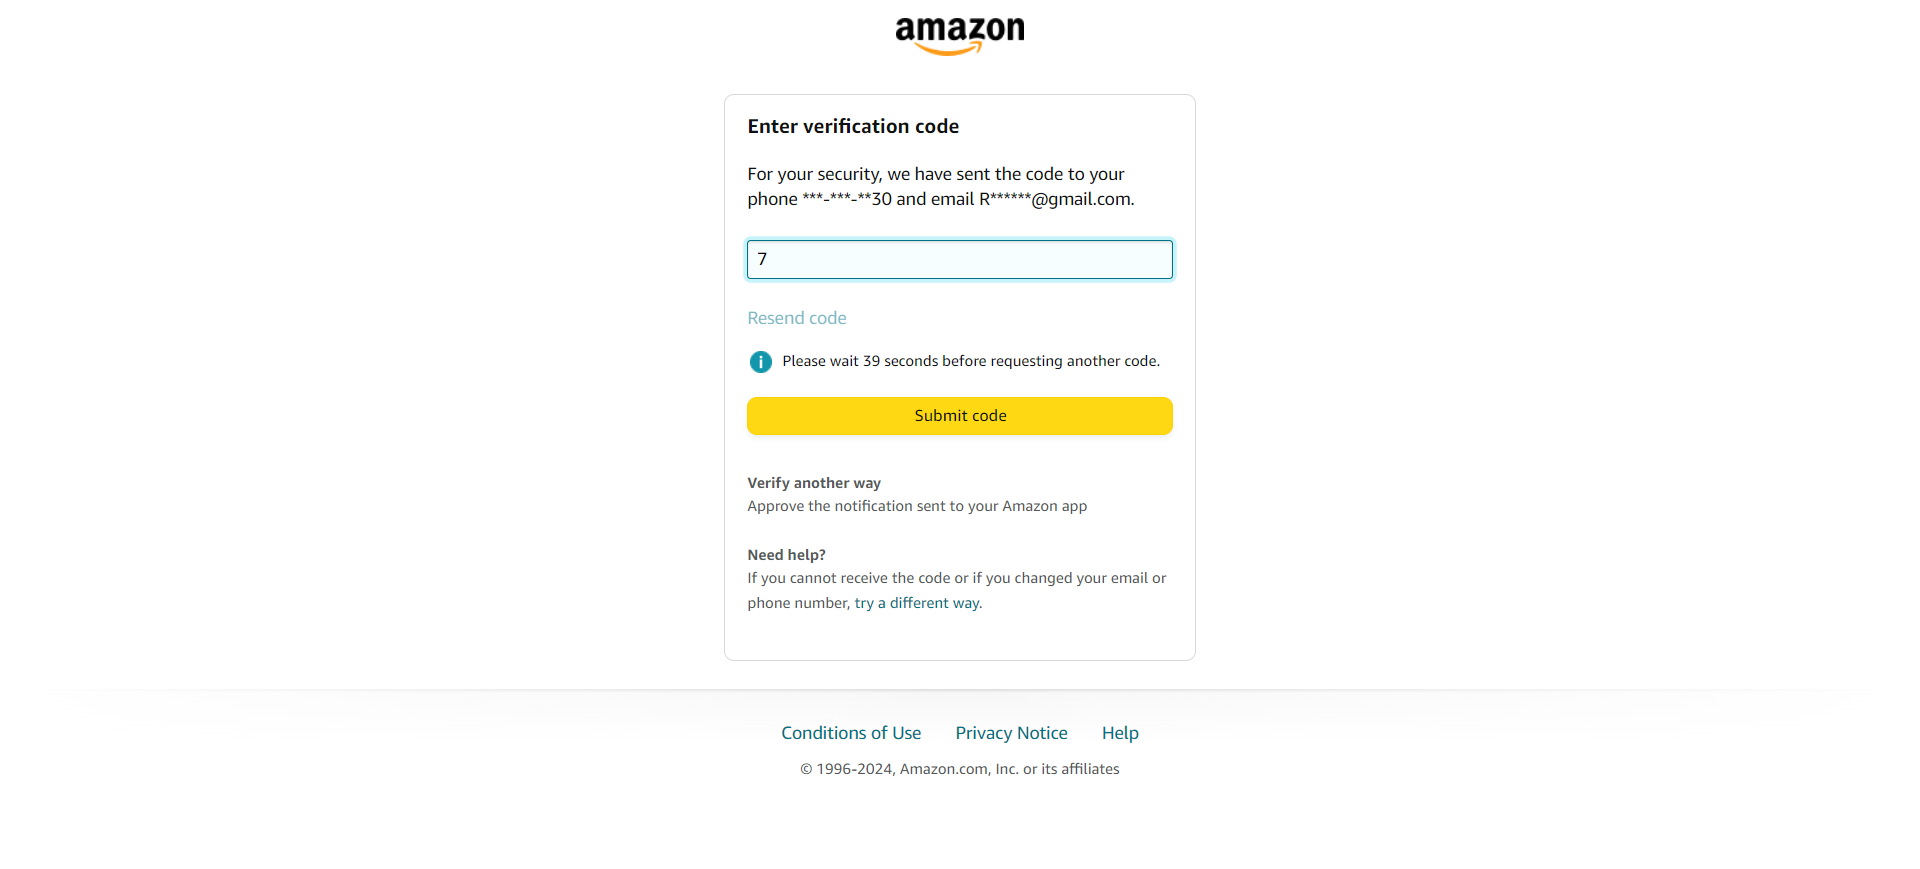 amazon
Enter verification code
For your security, we have sent the code to your
phone ***-***-**30 and email R******@gmail.com.
7
Resend code
i Please wait 39 seconds before requesting another code.
Submit code
Verify another way
Approve the notification sent to your Amazon app
Need help?
If you cannot receive the code or if you changed your email or
phone number, try a different way.
Conditions of Use Privacy Notice Help
© 1996-2024, Amazon.com, Inc. or its affiliates